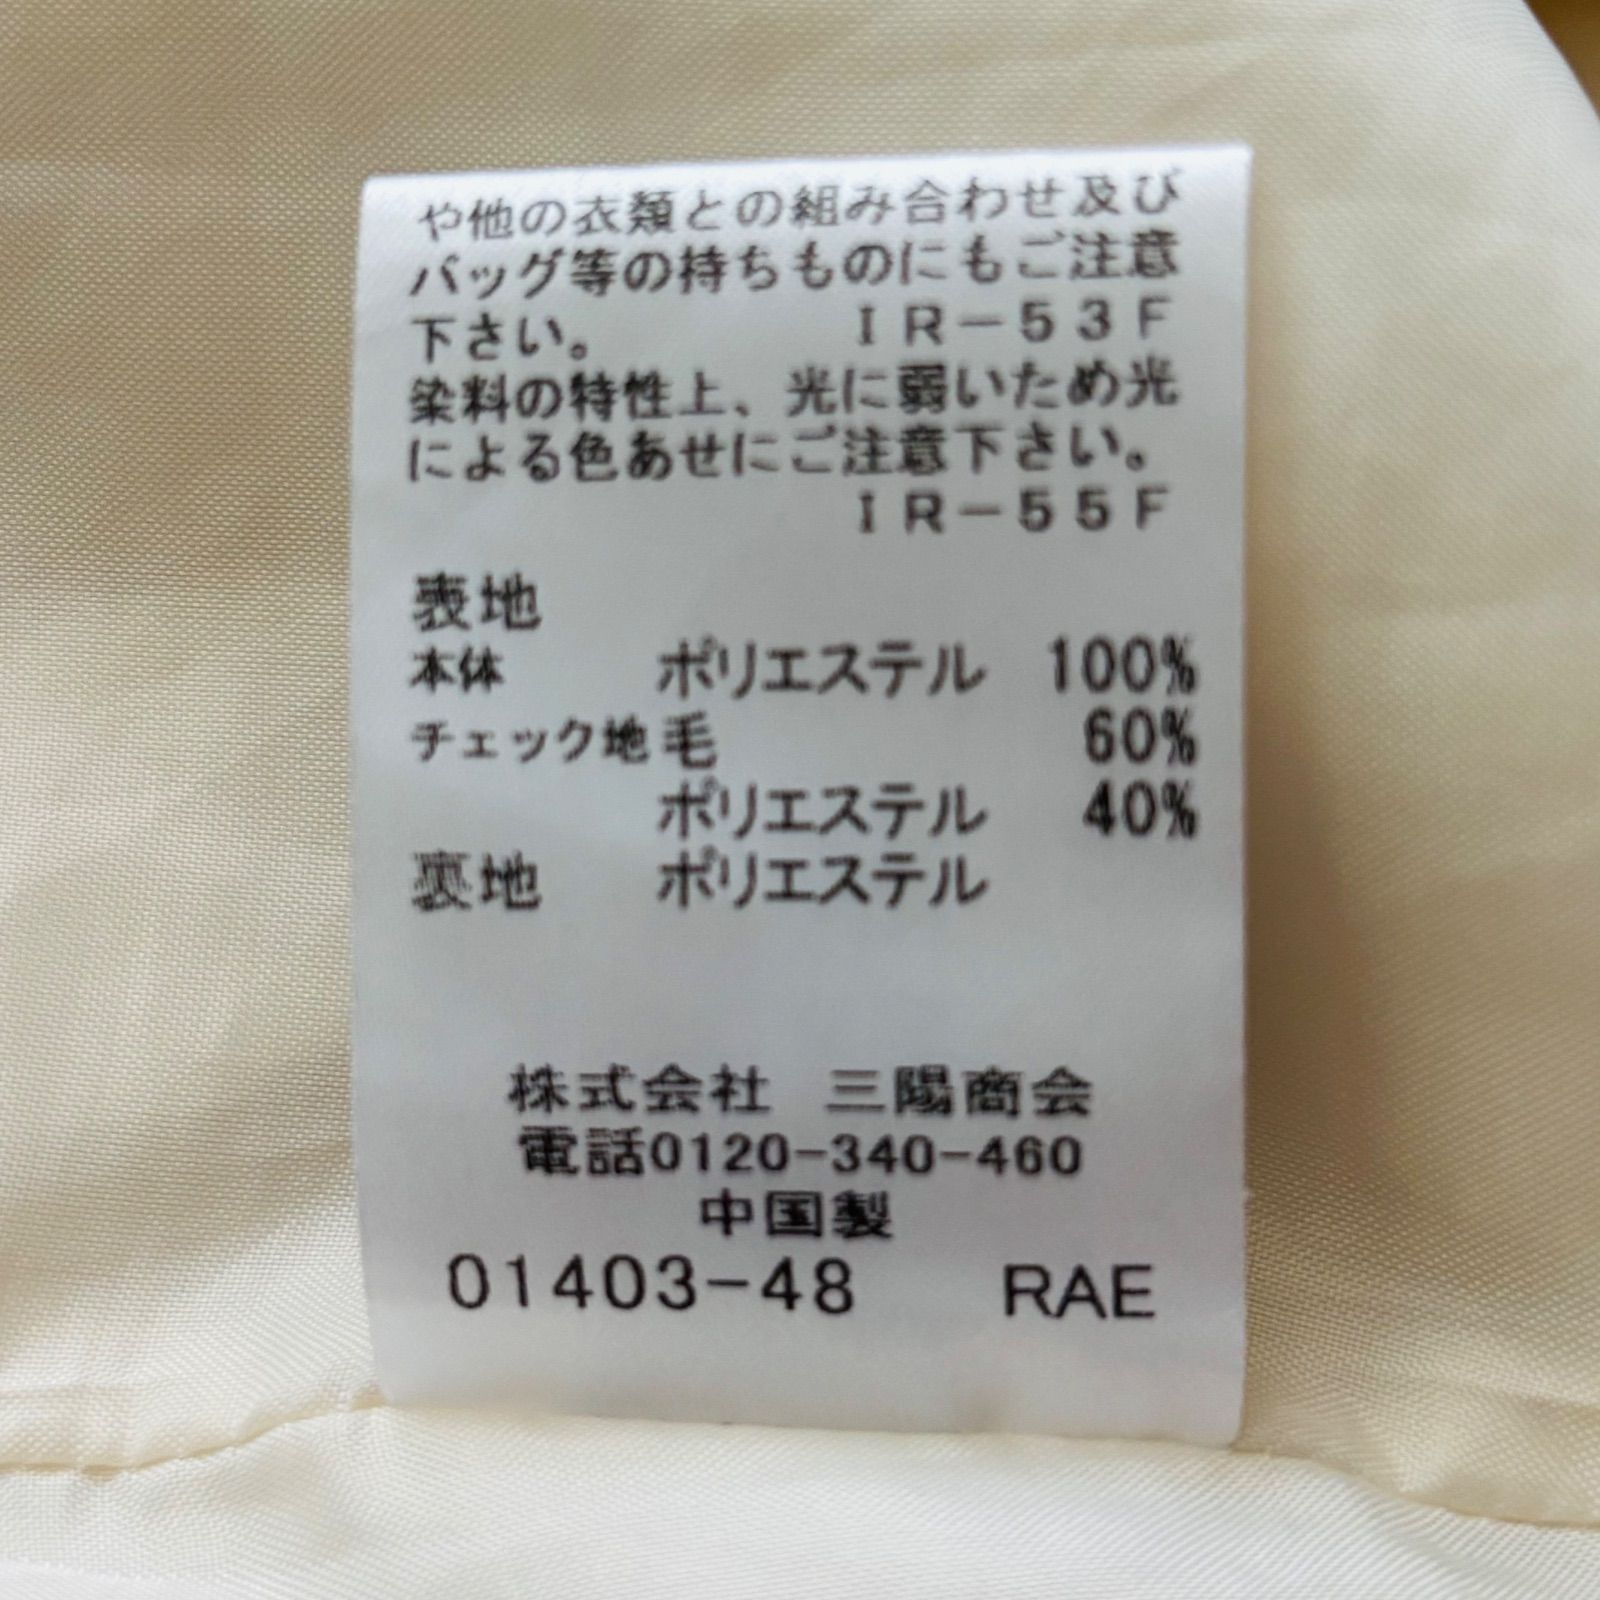 や他の衣類との組み合わせ及び
バッグ等の持ちものにもご注意
下さい。 IR-53F
染料の特性上、光に弱いため光
による色あせにご注意下さい。
IR-55F
表地
本体 ポリエステル 100%
チェック地 毛 60%
ポリエステル 40%
裏地 ポリエステル
株式会社 三陽商会
電話0120-340-460
中国製
01403-48 RAE